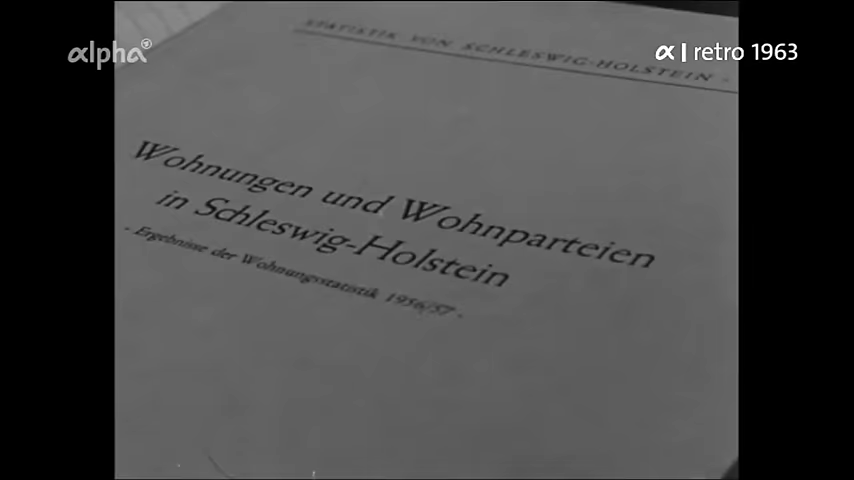 alpha
α | retro 1963
STATISTIK VON SCHLESWIG-HOLSTEIN -
Wohnungen und Wohnparteien
in Schleswig-Holstein
- Ergebnisse der Wohnungsstatistik 1956/57 -